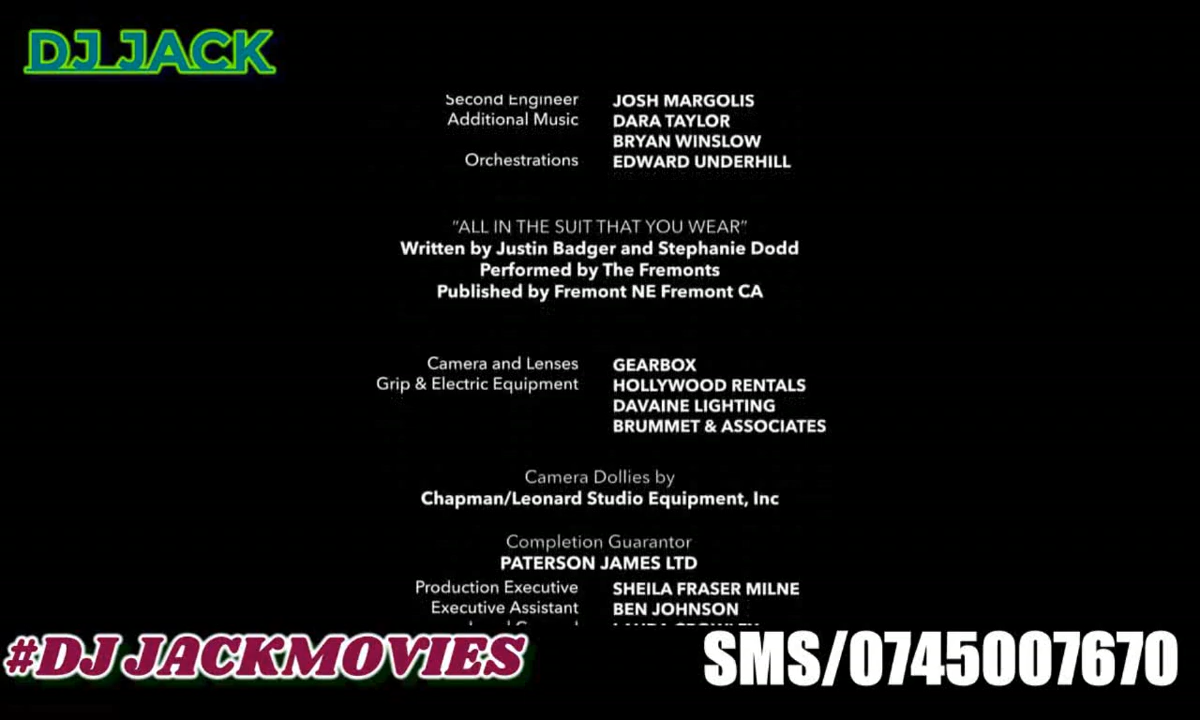 DJ JACK
Second Engineer JOSH MARGOLIS
Additional Music DARA TAYLOR
BRYAN WINSLOW
Orchestrations EDWARD UNDERHILL
"ALL IN THE SUIT THAT YOU WEAR"
Written by Justin Badger and Stephanie Dodd
Performed by The Fremonts
Published by Fremont NE Fremont CA
Camera and Lenses GEARBOX
Grip & Electric Equipment HOLLYWOOD RENTALS
DAVAINE LIGHTING
BRUMMET & ASSOCIATES
Camera Dollies by
Chapman/Leonard Studio Equipment, Inc
Completion Guarantor
PATERSON JAMES LTD
Production Executive SHEILA FRASER MILNE
Executive Assistant BEN JOHNSON
#DJ JACKMOVIES
SMS/0745007670